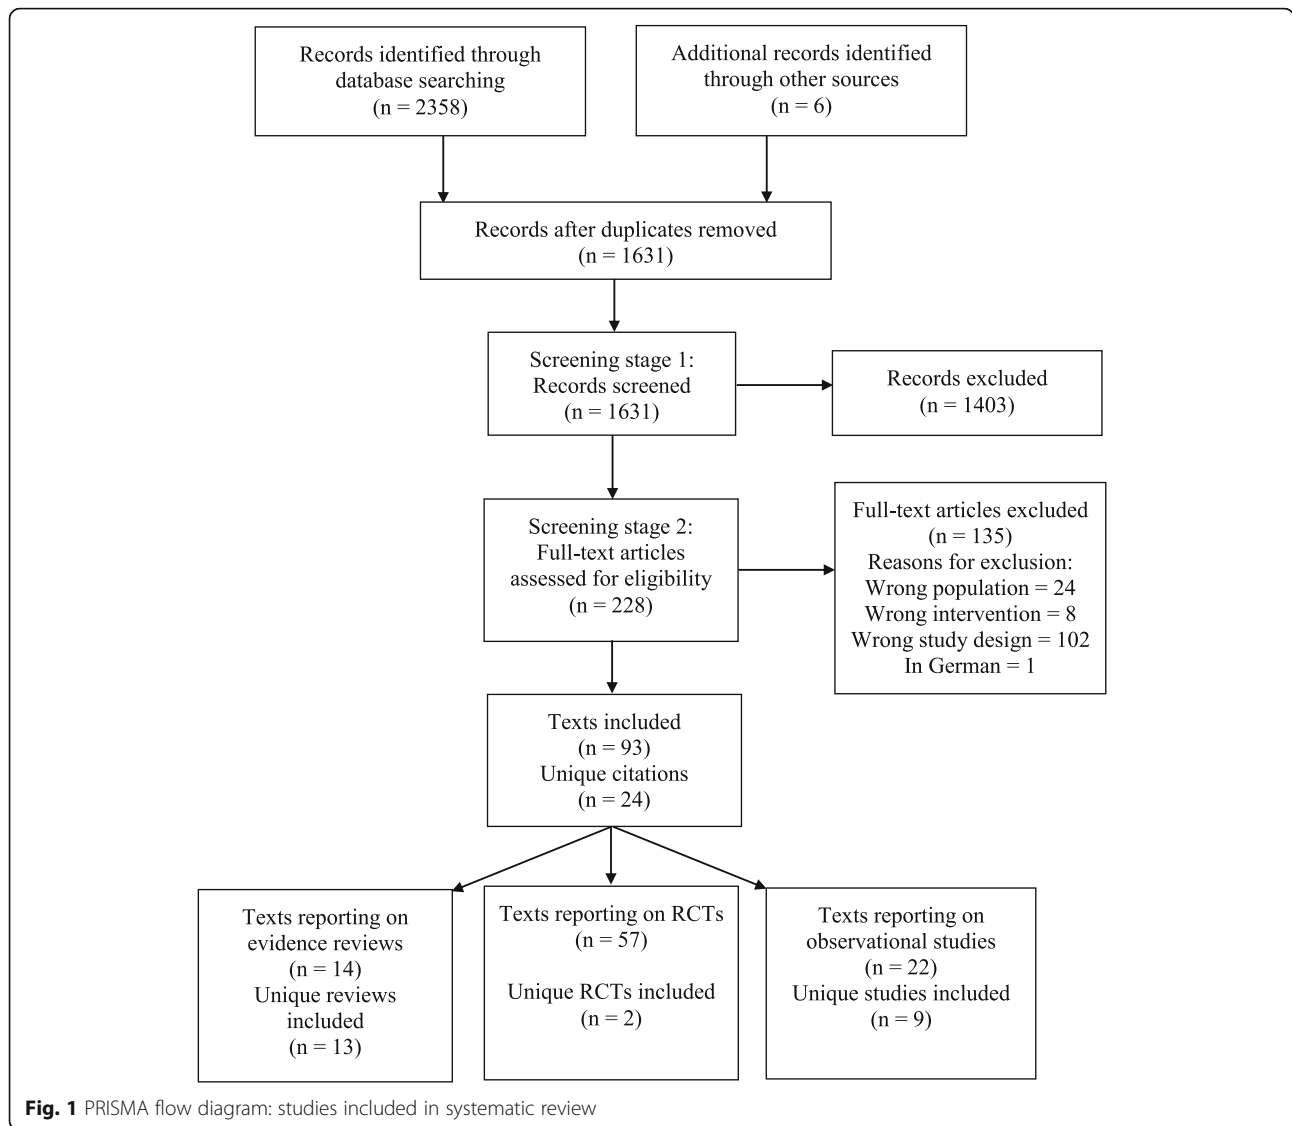 Records identified through
database searching
(n = 2358)
Additional records identified
through other sources
(n = 6)
Records after duplicates removed
(n = 1631)
Screening stage 1:
Records screened
(n = 1631)
Records excluded
(n = 1403)
Screening stage 2:
Full-text articles
assessed for eligibility
(n = 228)
Full-text articles excluded
(n = 135)
Reasons for exclusion:
Wrong population = 24
Wrong intervention = 8
Wrong study design = 102
In German = 1
Texts included
(n = 93)
Unique citations
(n = 24)
Texts reporting on
evidence reviews
(n = 14)
Unique reviews
included
(n = 13)
Texts reporting on RCTs
(n = 57)
Unique RCTs included
(n = 2)
Texts reporting on
observational studies
(n = 22)
Unique studies included
(n = 9)
Fig. 1 PRISMA flow diagram: studies included in systematic review